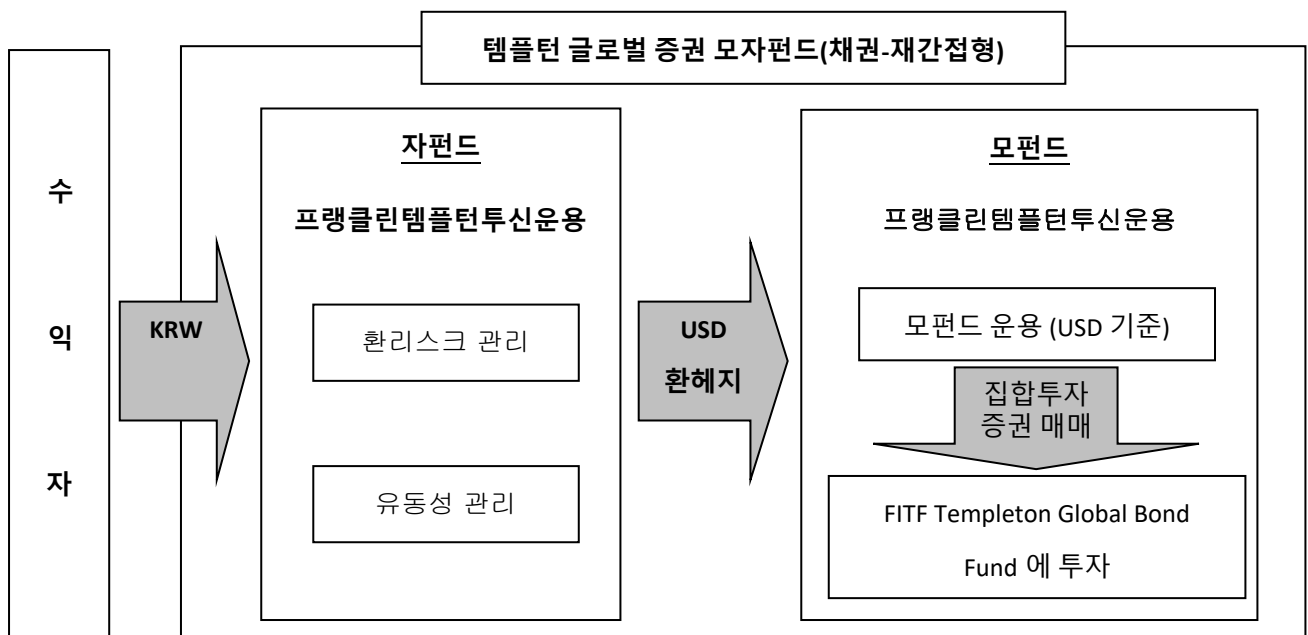 템플턴 글로벌 증권 모자펀드(채권-재간접형)
수
익
자
KRW
자펀드
프랭클린템플턴투신운용
환리스크 관리
유동성 관리
USD
환헤지
모펀드
프랭클린템플턴투신운용
모펀드 운용 (USD 기준)
집합투자
증권 매매
FITF Templeton Global Bond
Fund 에 투자